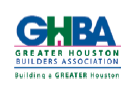 GHBA
GREATER HOUSTON
BUILDERS ASSOCIATION
Building a GREATER Houston